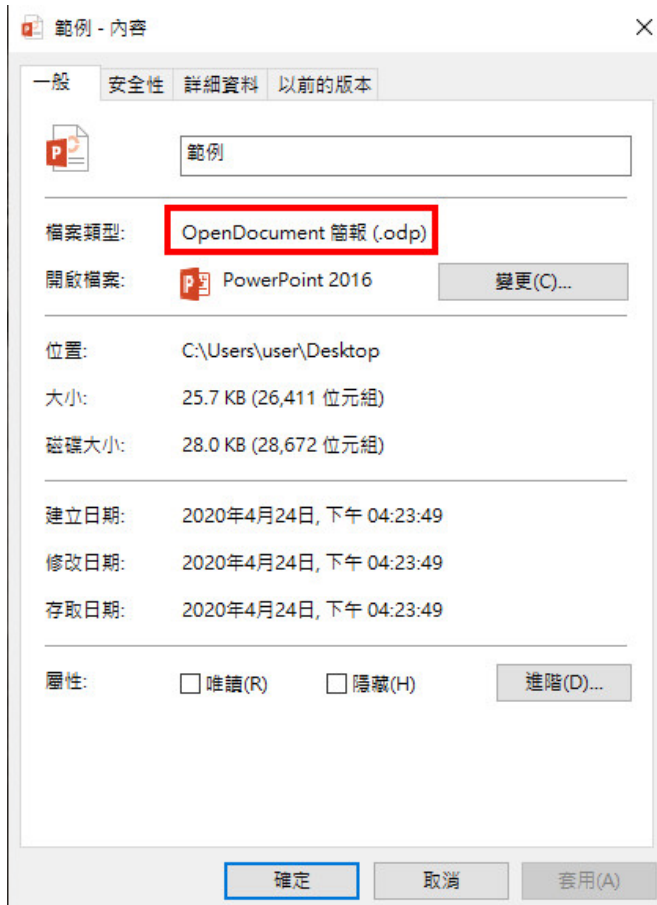 範例 - 內容
一般 安全性 詳細資料 以前的版本
範例
檔案類型: OpenDocument 簡報 (.odp)
開啟檔案: PowerPoint 2016 變更(C)...
位置: C:\Users\user\Desktop
大小: 25.7 KB (26,411 位元組)
磁碟大小: 28.0 KB (28,672 位元組)
建立日期: 2020年4月24日, 下午 04:23:49
修改日期: 2020年4月24日, 下午 04:23:49
存取日期: 2020年4月24日, 下午 04:23:49
屬性: 唯讀(R) 隱藏(H) 進階(D)...
確定 取消 套用(A)